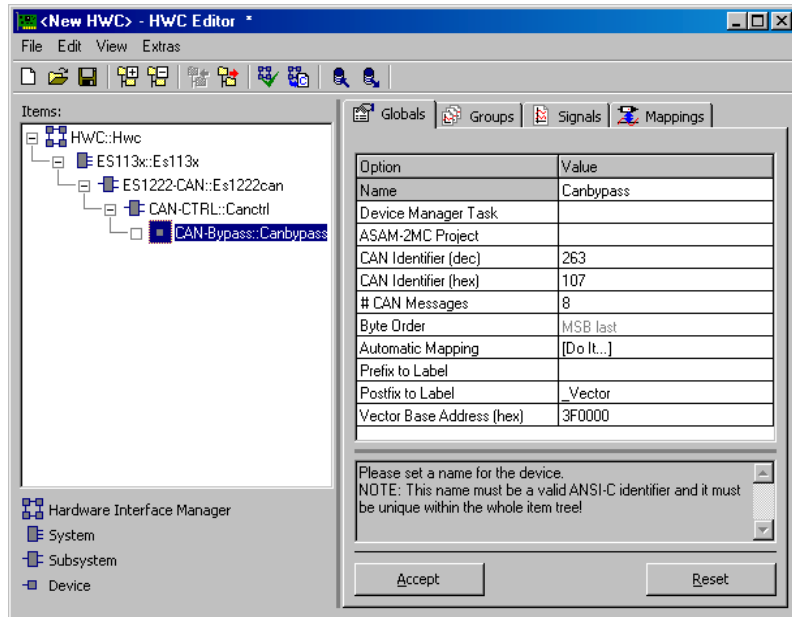 <New HWC> - HWC Editor *
File Edit View Extras
Items:
HWC::Hwc
ES113x::Es113x
ES1222-CAN::Es1222can
CAN-CTRL::Canctrl
CAN-Bypass::Canbypass
Hardware Interface Manager
System
Subsystem
Device
Globals Groups Signals Mappings
Option Value
Name Canbypass
Device Manager Task
ASAM-2MC Project
CAN Identifier (dec) 263
CAN Identifier (hex) 107
# CAN Messages 8
Byte Order MSB last
Automatic Mapping [Do It...]
Prefix to Label
Postfix to Label _Vector
Vector Base Address (hex) 3F0000
Please set a name for the device.
NOTE: This name must be a valid ANSI-C identifier and it must
be unique within the whole item tree!
Accept Reset